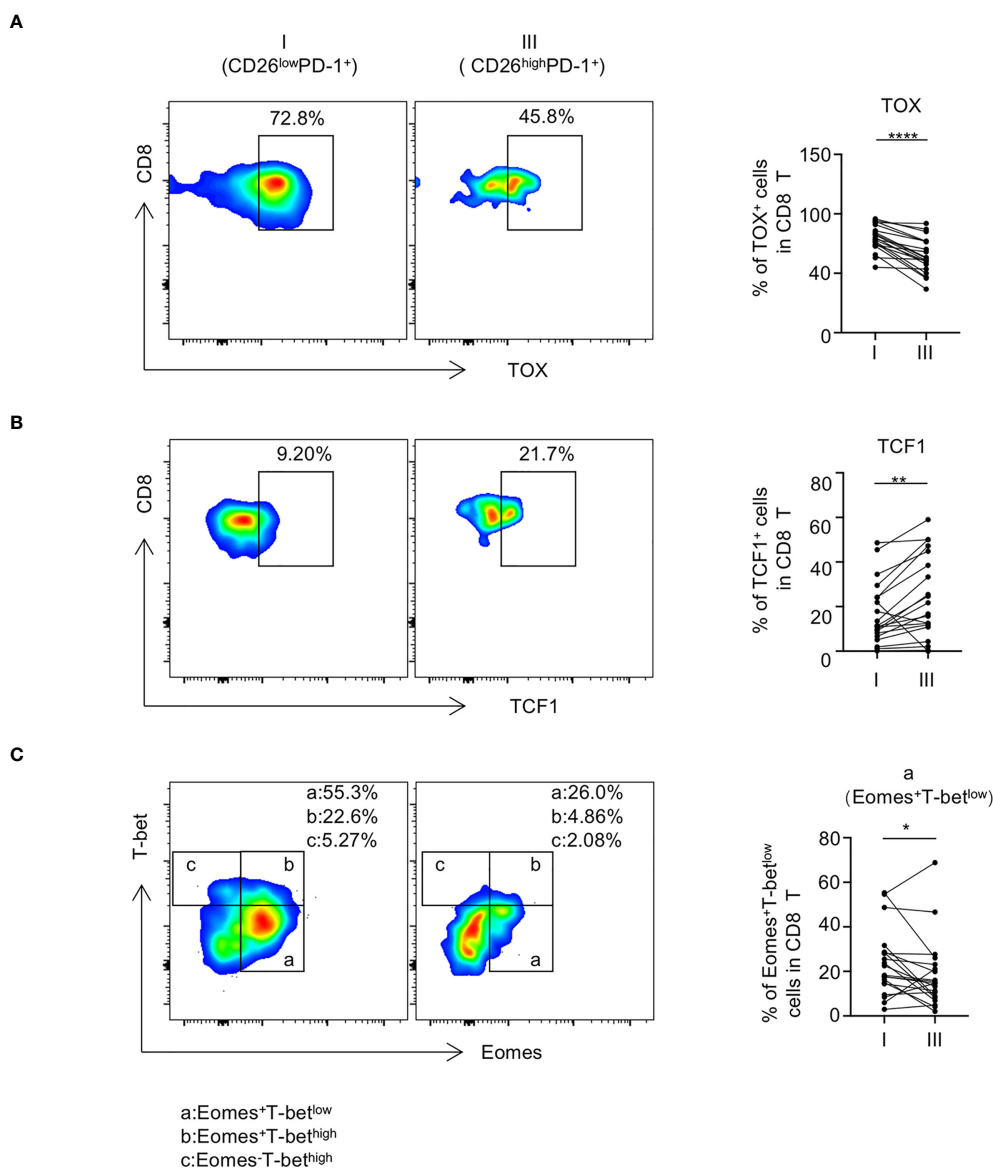 A
I
(CD26lowPD-1+)
III
( CD26highPD-1+)
72.8%
45.8%
CD8
TOX
TOX
****
% of TOX+ cells
in CD8 T
150
100
40
0
I III
B
9.20%
21.7%
CD8
TCF1
TCF1
**
% of TCF1+ cells
in CD8 T
80
60
40
20
0
I III
C
a:55.3%
b:22.6%
c:5.27%
c
b
a
a:26.0%
b:4.86%
c:2.08%
c
b
a
T-bet
Eomes
a
(Eomes+T-betlow)
*
% of Eomes+T-betlow
cells in CD8 T
80
60
40
20
0
I III
a:Eomes+T-betlow
b:Eomes+T-bethigh
c:Eomes-T-bethigh